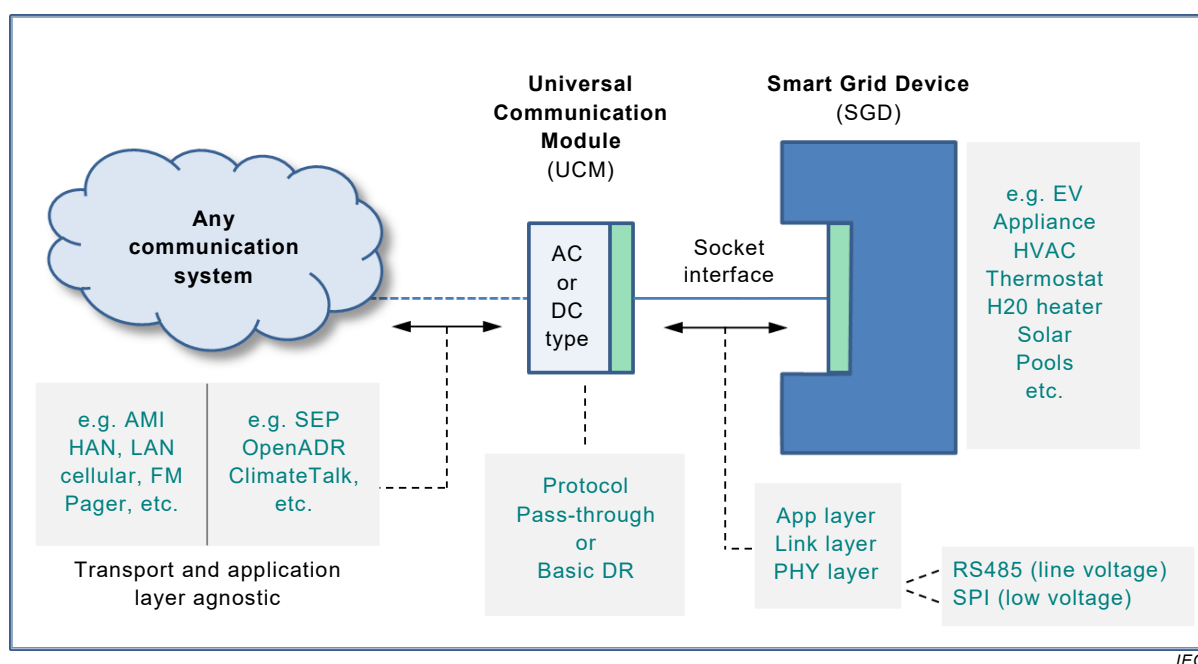 Universal
Communication
Module
(UCM)
Smart Grid Device
(SGD)
Any
communication
system
AC
or
DC
type
Socket
interface
e.g. EV
Appliance
HVAC
Thermostat
H20 heater
Solar
Pools
etc.
e.g. AMI
HAN, LAN
cellular, FM
Pager, etc.
e.g. SEP
OpenADR
ClimateTalk,
etc.
Transport and application
layer agnostic
Protocol
Pass-through
or
Basic DR
App layer
Link layer
PHY layer
RS485 (line voltage)
SPI (low voltage)